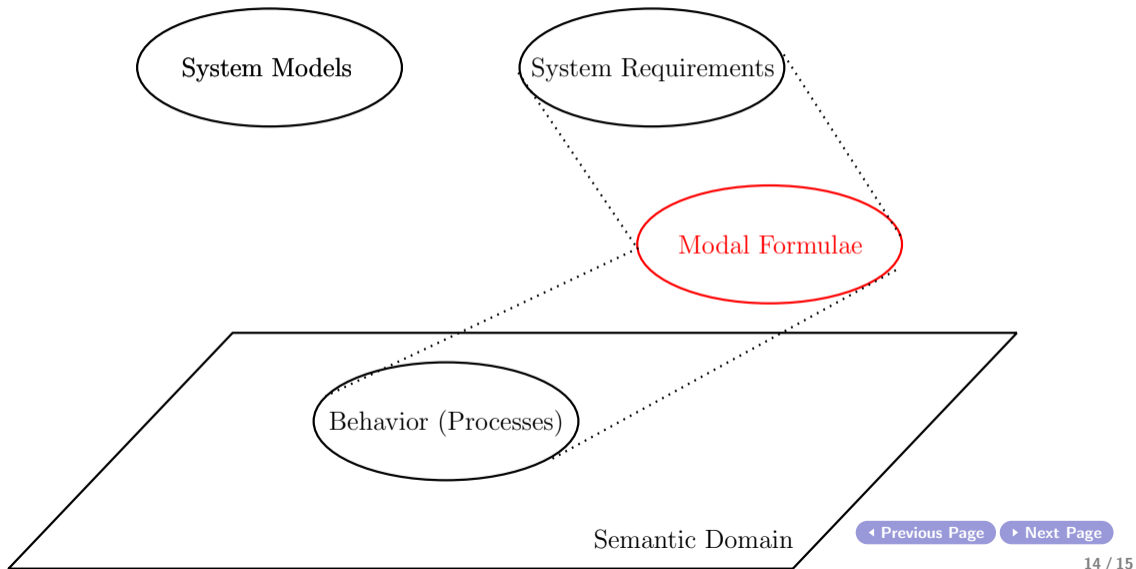 System Models
System Requirements
Modal Formulae
Behavior (Processes)
Semantic Domain
Previous Page
Next Page
14 / 15